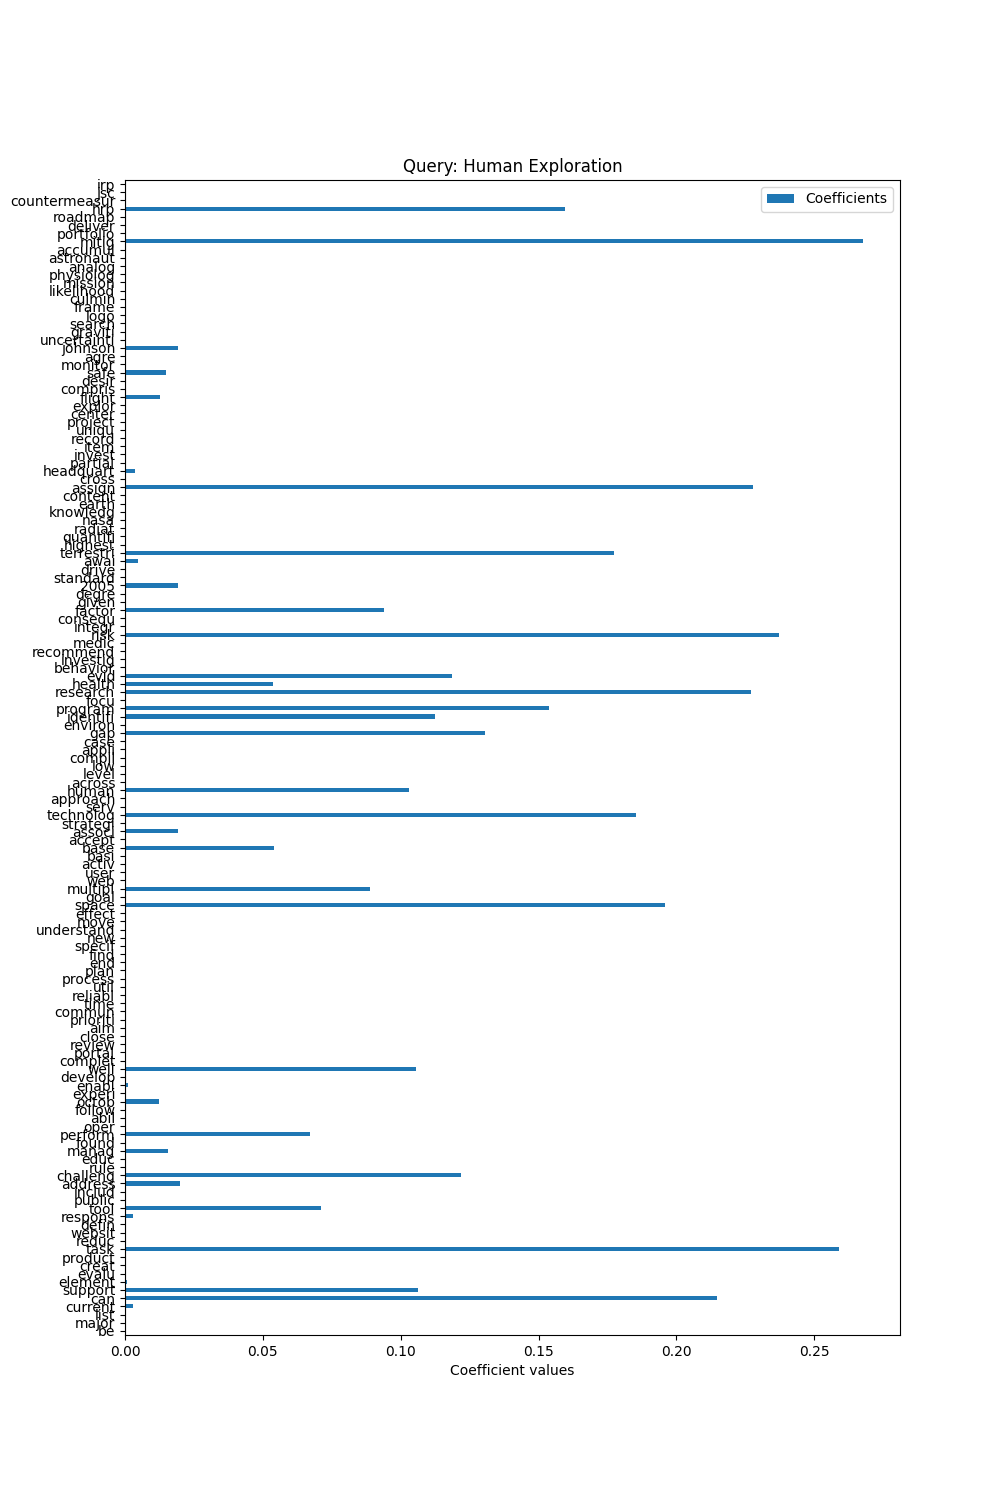 Query: Human Exploration
Coefficients
irp
jsc
countermeasur
hrp
roadmap
deliver
portfolio
mitig
accumul
astronaut
analog
physiolog
mission
likelihood
culmin
frame
logo
search
graviti
uncertainti
johnson
agre
monitor
safe
desir
compris
flight
explor
center
project
uniqu
record
item
invest
partial
headquart
cross
assign
content
earth
knowledg
nasa
radiat
quantifi
highest
terrestri
awai
drive
standard
2005
degre
given
factor
consequ
integr
risk
medic
recommend
investig
behavior
evid
health
research
focu
program
identifi
environ
gap
case
appli
compil
low
level
across
human
approach
serv
technolog
strategi
associ
accept
base
basi
activ
user
web
multipl
goal
space
effect
move
understand
new
specif
find
end
plan
process
util
reliabl
time
commun
prioriti
aim
close
review
portal
complet
well
develop
enabl
experi
octob
follow
abil
oper
perform
found
manag
educ
rule
challeng
address
includ
public
tool
respons
defin
websit
reduc
task
product
creat
evalu
element
support
can
current
list
major
be
0.00 0.05 0.10 0.15 0.20 0.25
Coefficient values